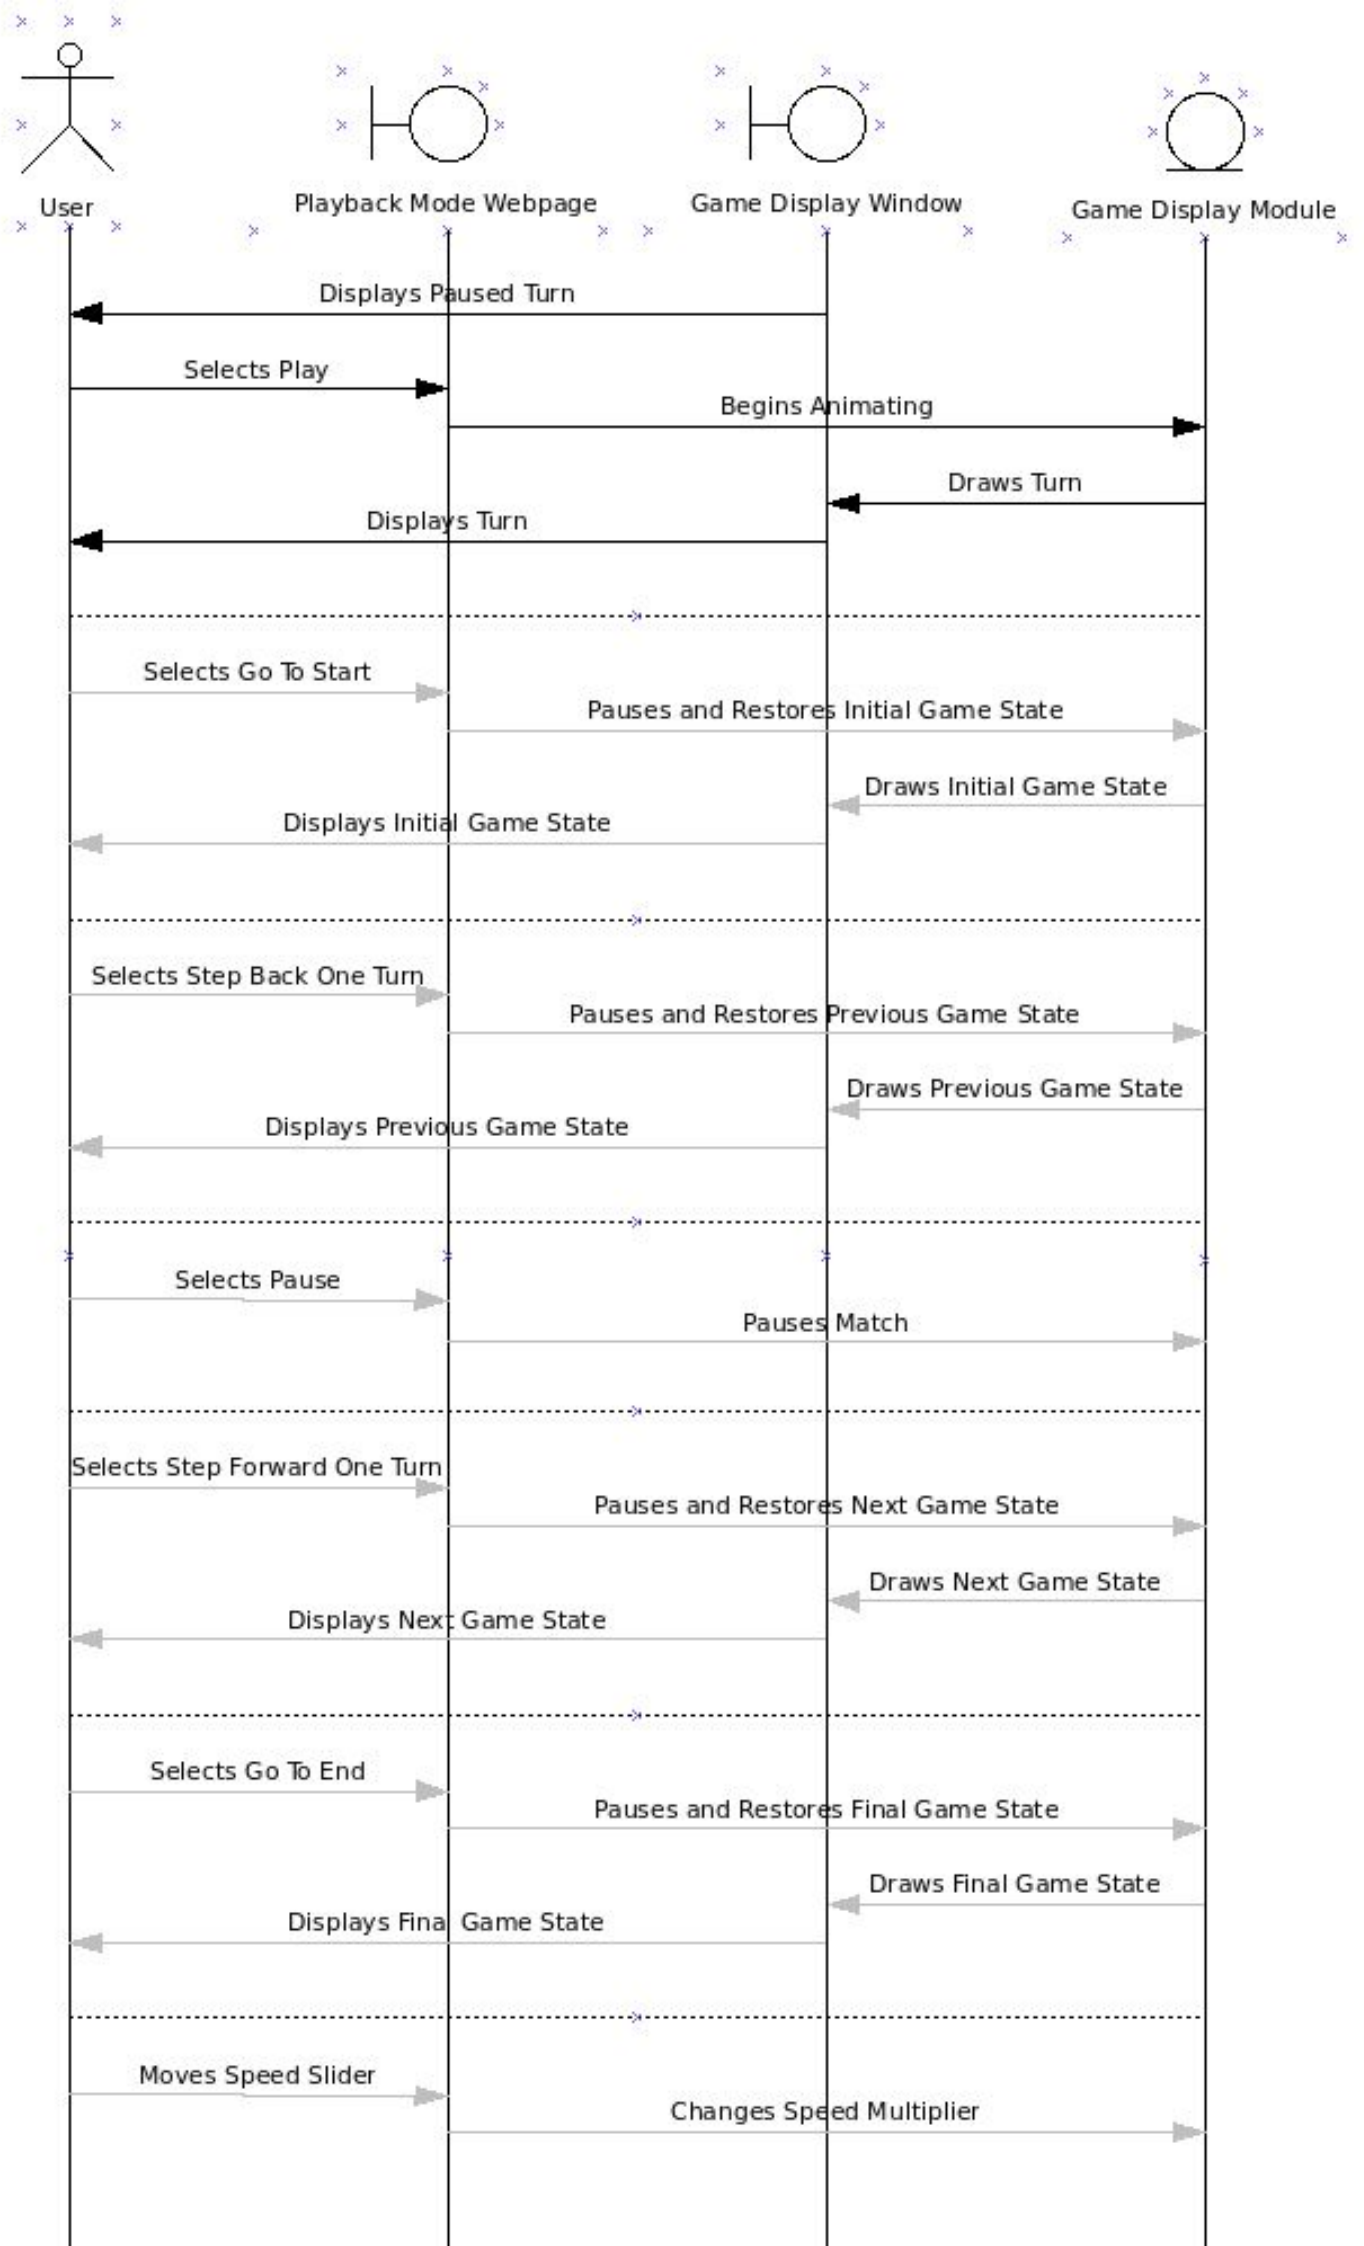 User
Playback Mode Webpage
Game Display Window
Game Display Module
Displays Paused Turn
Selects Play
Begins Animating
Draws Turn
Displays Turn
Selects Go To Start
Pauses and Restores Initial Game State
Draws Initial Game State
Displays Initial Game State
Selects Step Back One Turn
Pauses and Restores Previous Game State
Draws Previous Game State
Displays Previous Game State
Selects Pause
Pauses Match
Selects Step Forward One Turn
Pauses and Restores Next Game State
Draws Next Game State
Displays Next Game State
Selects Go To End
Pauses and Restores Final Game State
Draws Final Game State
Displays Final Game State
Moves Speed Slider
Changes Speed Multiplier